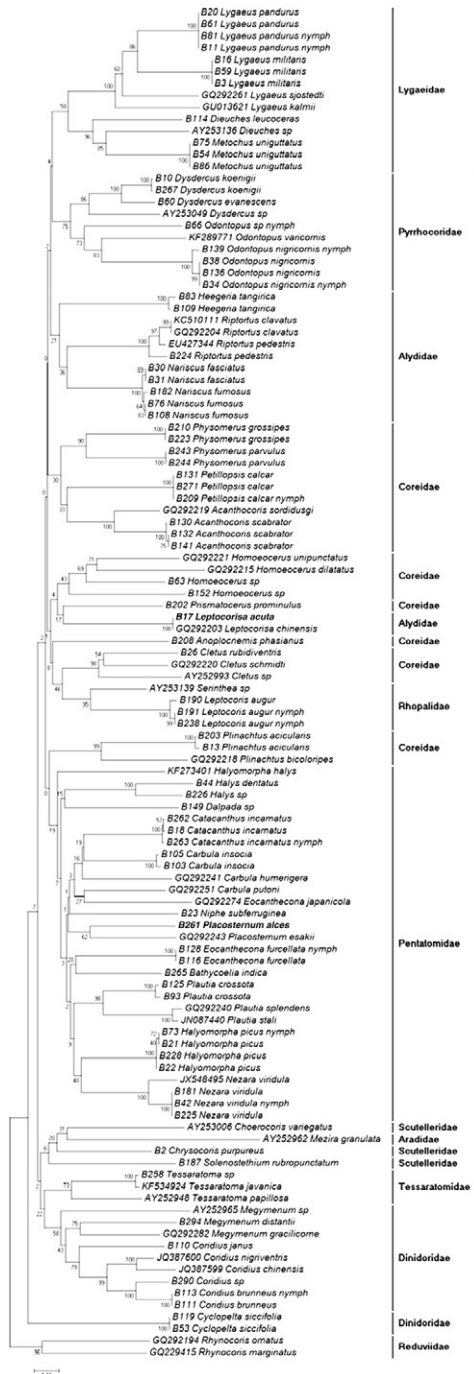 B20 Lygaeus pandurus
B61 Lygaeus pandurus
B81 Lygaeus pandurus nymph
B11 Lygaeus pandurus nymph
B16 Lygaeus militaris
B59 Lygaeus militaris
B3 Lygaeus militaris
GQ292261 Lygaeus sjostedti
GU013621 Lygaeus kalmii
B114 Dieuches leucoceras
AY253136 Dieuches sp
B75 Metochus uniguttatus
B54 Metochus uniguttatus
B86 Metochus uniguttatus
Lygaeidae
B10 Dysdercus koenigii
B267 Dysdercus koenigii
B60 Dysdercus evanescens
AY253049 Dysdercus sp
B66 Odontopus sp nymph
KF289771 Odontopus varicornis
B139 Odontopus nigricornis nymph
B38 Odontopus nigricornis
B136 Odontopus nigricornis
B34 Odontopus nigricornis nymph
Pyrrhocoridae
B83 Heegeria tangirica
B109 Heegeria tangirica
KC510111 Riptortus clavatus
GQ292204 Riptortus clavatus
EU427344 Riptortus pedestris
B224 Riptortus pedestris
B30 Nariscus fasciatus
B31 Nariscus fasciatus
B182 Nariscus fumosus
B76 Nariscus fumosus
B108 Nariscus fumosus
Alydidae
B210 Physomerus grossipes
B223 Physomerus grossipes
B243 Physomerus parvulus
B244 Physomerus parvulus
B131 Petillopsis calcar
B271 Petillopsis calcar
B209 Petillopsis calcar nymph
GQ292219 Acanthocoris sordidusgi
B130 Acanthocoris scabrator
B132 Acanthocoris scabrator
B141 Acanthocoris scabrator
Coreidae
GQ292221 Homoeocerus unipunctatus
GQ292215 Homoeocerus dilatatus
B63 Homoeocerus sp
B152 Homoeocerus sp
Coreidae
B202 Prismatocerus prominulus
Coreidae
B17 Leptocorisa acuta
GQ292203 Leptocorisa chinensis
Alydidae
B208 Anoplocnemis phasianus
Coreidae
B26 Cletus rubidiventris
GQ292220 Cletus schmidti
AY252993 Cletus sp
Coreidae
AY253139 Serinthea sp
B190 Leptocoris augur
B191 Leptocoris augur nymph
B238 Leptocoris augur nymph
Rhopalidae
B203 Plinachtus acicularis
B13 Plinachtus acicularis
GQ292218 Plinachtus bicoloripes
Coreidae
KF273401 Halyomorpha halys
B44 Halys dentatus
B226 Halys sp
B149 Dalpada sp
B262 Catacanthus incarnatus
B18 Catacanthus incarnatus
B263 Catacanthus incarnatus nymph
B105 Carbula insocia
B103 Carbula insocia
GQ292241 Carbula humerigera
GQ292251 Carbula putoni
GQ292274 Eocanthecona japanicola
B23 Niphe subferruginea
B261 Placosternum alces
GQ292243 Placosternum esakii
B128 Eocanthecona furcellata nymph
B116 Eocanthecona furcellata
B265 Bathycoelia indica
B125 Plautia crossota
B93 Plautia crossota
GQ292240 Plautia splendens
JN087440 Plautia stali
B73 Halyomorpha picus nymph
B21 Halyomorpha picus
B228 Halyomorpha picus
B22 Halyomorpha picus
JX548495 Nezara viridula
B181 Nezara viridula
B42 Nezara viridula nymph
B225 Nezara viridula
Pentatomidae
AY253006 Choerocoris variegatus
Scutelleridae
AY252962 Mezira granulata
Aradidae
B2 Chrysocoris purpureus
Scutelleridae
B187 Solenostethium rubropunctatum
Scutelleridae
B258 Tessaratoma sp
KF534924 Tessaratoma javanica
AY252948 Tessaratoma papillosa
Tessaratomidae
AY252965 Megymenum sp
B294 Megymenum distantii
GQ292282 Megymenum gracilicorne
B110 Coridius janus
JQ387600 Coridius nigriventris
JQ387599 Coridius chinensis
B290 Coridius sp
B113 Coridius brunneus nymph
B111 Coridius brunneus
Dinidoridae
B119 Cyclopelta siccifolia
B53 Cyclopelta siccifolia
Dinidoridae
GQ292194 Rhynocoris ornatus
GQ229415 Rhynocoris marginatus
Reduviidae